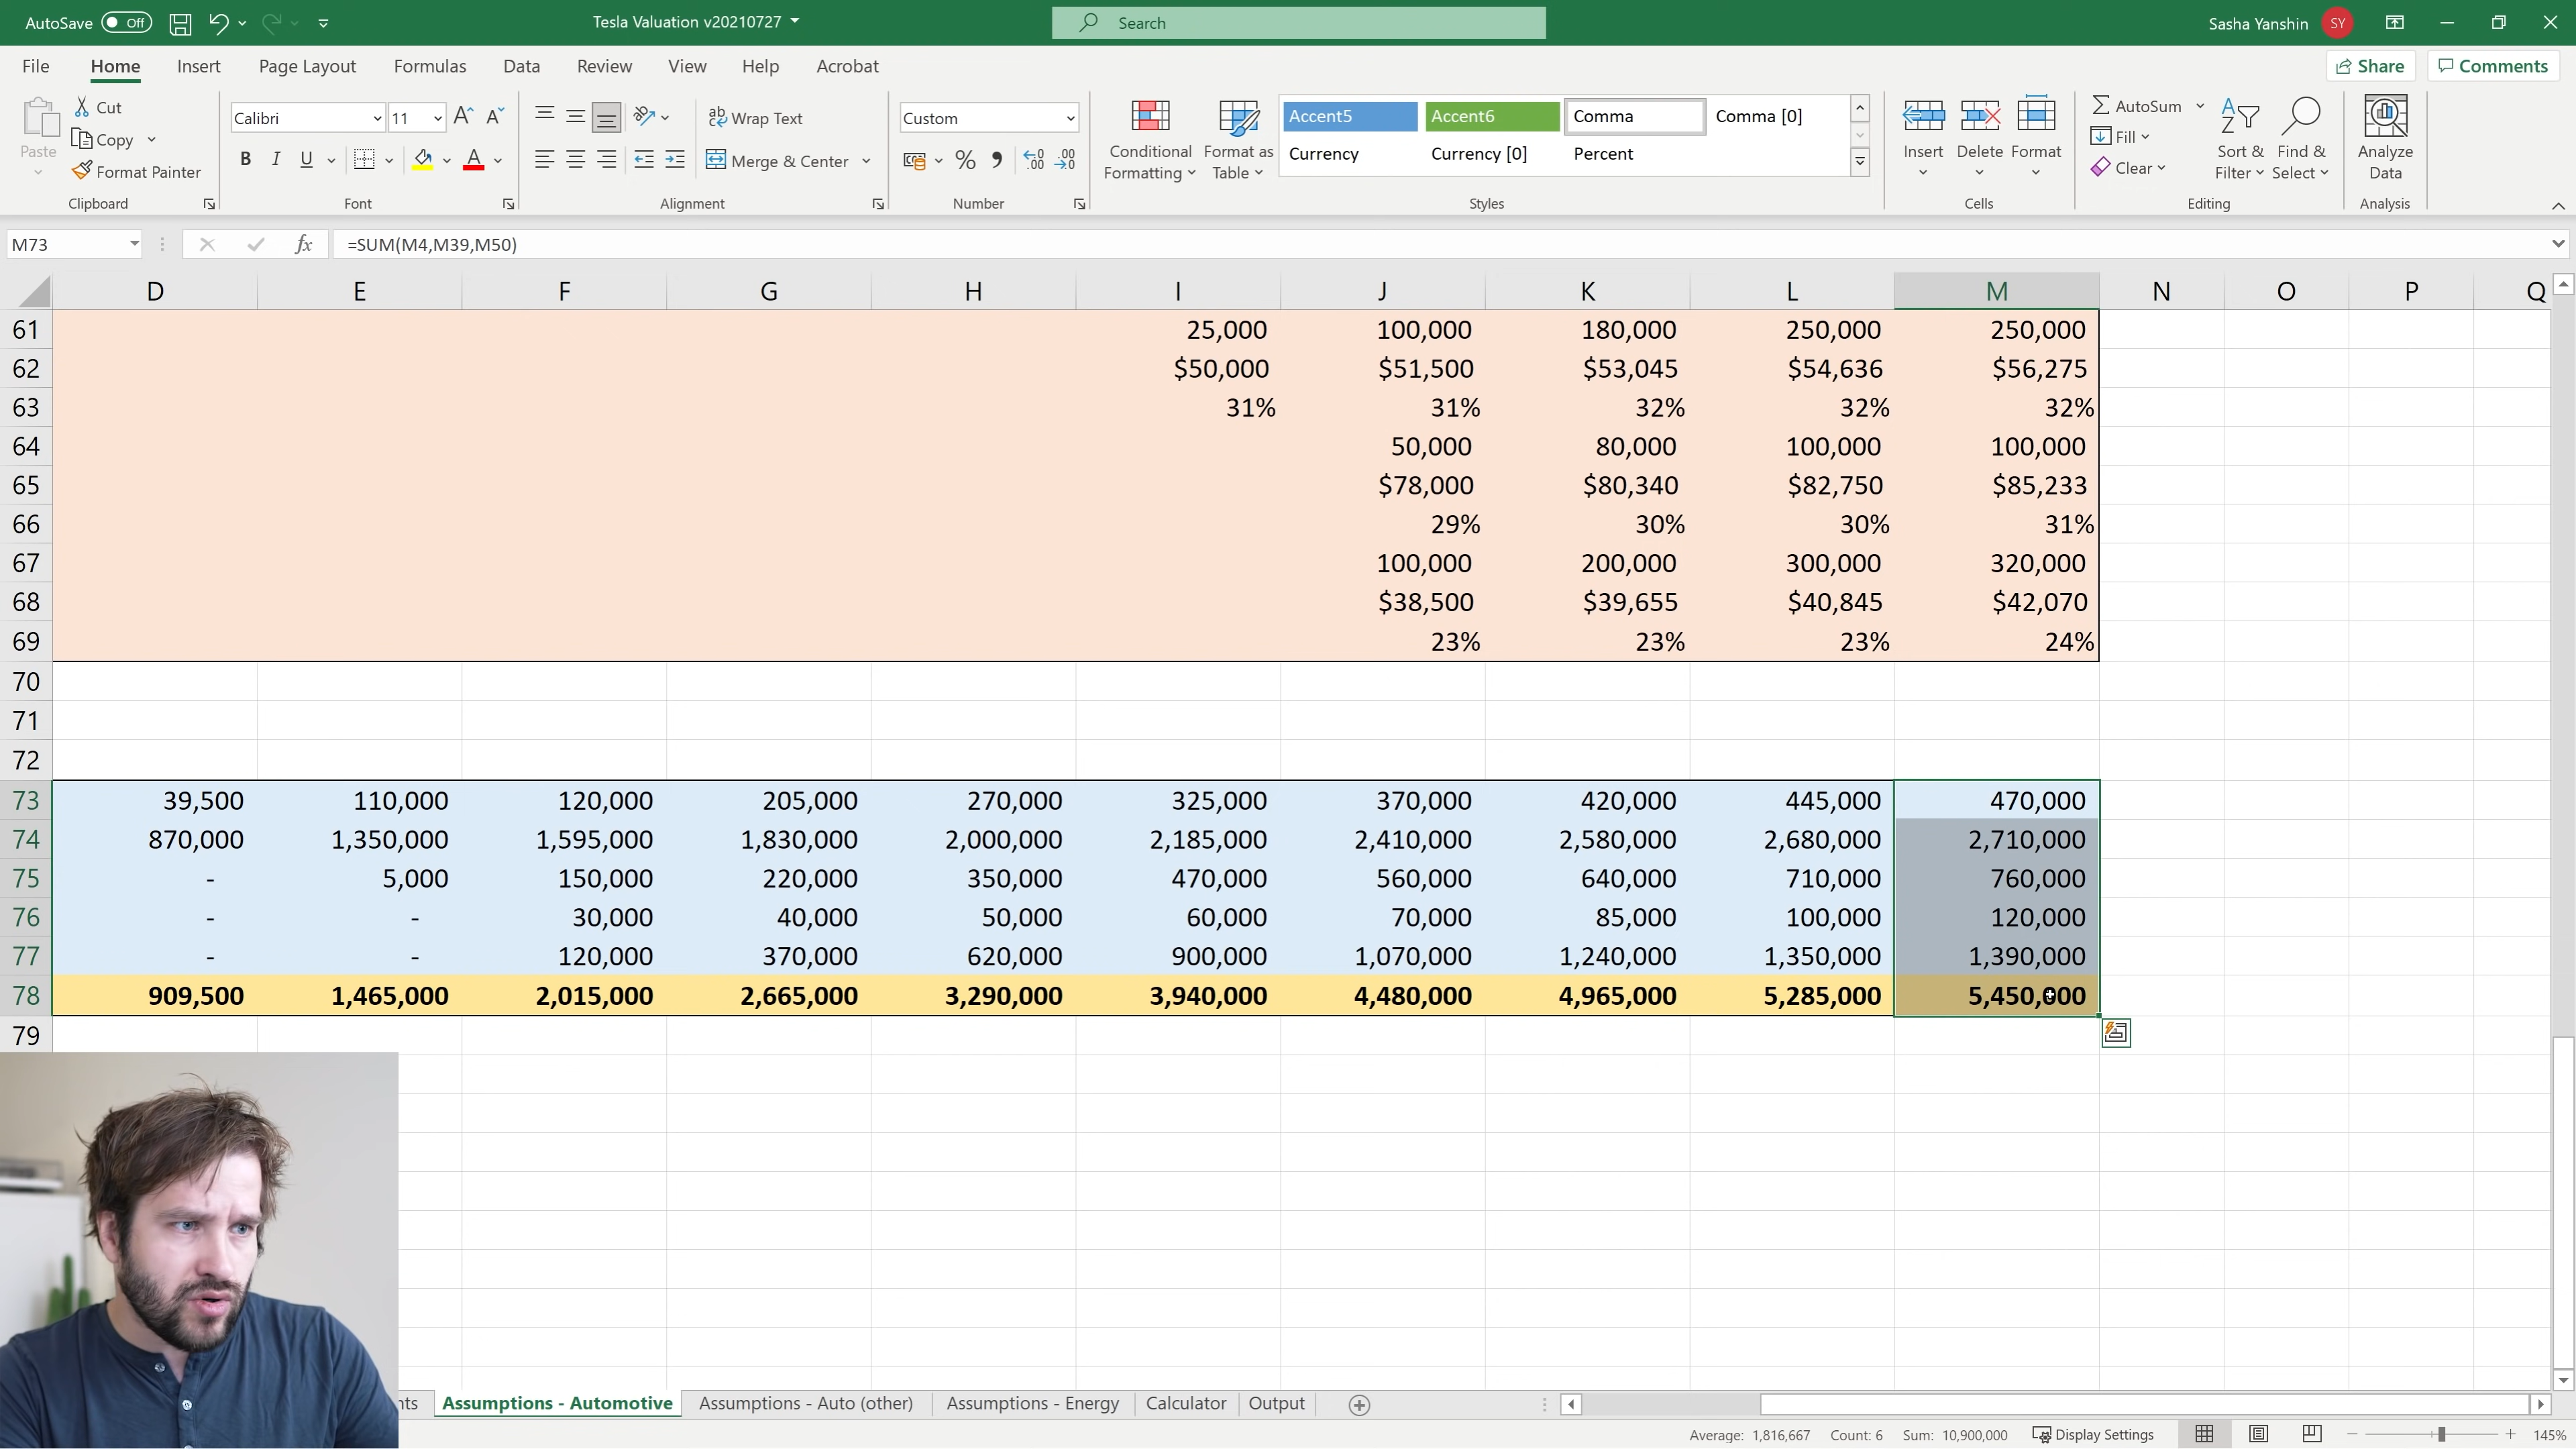 AutoSave Off
Tesla Valuation v20210727
Search
Sasha Yanshin SY
File Home Insert Page Layout Formulas Data Review View Help Acrobat
Share Comments
Paste
Cut
Copy
Format Painter
Clipboard
Calibri 11
B I U
Font
Wrap Text
Merge & Center
Alignment
Custom
Number
Conditional Formatting
Format as Table
Accent5 Accent6 Comma Comma [0]
Currency Currency [0] Percent
Styles
Insert Delete Format
Cells
AutoSum
Fill
Clear
Sort & Filter
Find & Select
Editing
Analyze Data
Analysis
M73 fx =SUM(M4,M39,M50)
D E F G H I J K L M N O P Q
61 25,000 100,000 180,000 250,000 250,000
62 $50,000 $51,500 $53,045 $54,636 $56,275
63 31% 31% 32% 32% 32%
64 50,000 80,000 100,000 100,000
65 $78,000 $80,340 $82,750 $85,233
66 29% 30% 30% 31%
67 100,000 200,000 300,000 320,000
68 $38,500 $39,655 $40,845 $42,070
69 23% 23% 23% 24%
70
71
72
73 39,500 110,000 120,000 205,000 270,000 325,000 370,000 420,000 445,000 470,000
74 870,000 1,350,000 1,595,000 1,830,000 2,000,000 2,185,000 2,410,000 2,580,000 2,680,000 2,710,000
75 - 5,000 150,000 220,000 350,000 470,000 560,000 640,000 710,000 760,000
76 - - 30,000 40,000 50,000 60,000 70,000 85,000 100,000 120,000
77 - - 120,000 370,000 620,000 900,000 1,070,000 1,240,000 1,350,000 1,390,000
78 909,500 1,465,000 2,015,000 2,665,000 3,290,000 3,940,000 4,480,000 4,965,000 5,285,000 5,450,000
79
nts Assumptions - Automotive Assumptions - Auto (other) Assumptions - Energy Calculator Output
Average: 1,816,667 Count: 6 Sum: 10,900,000 Display Settings 145%